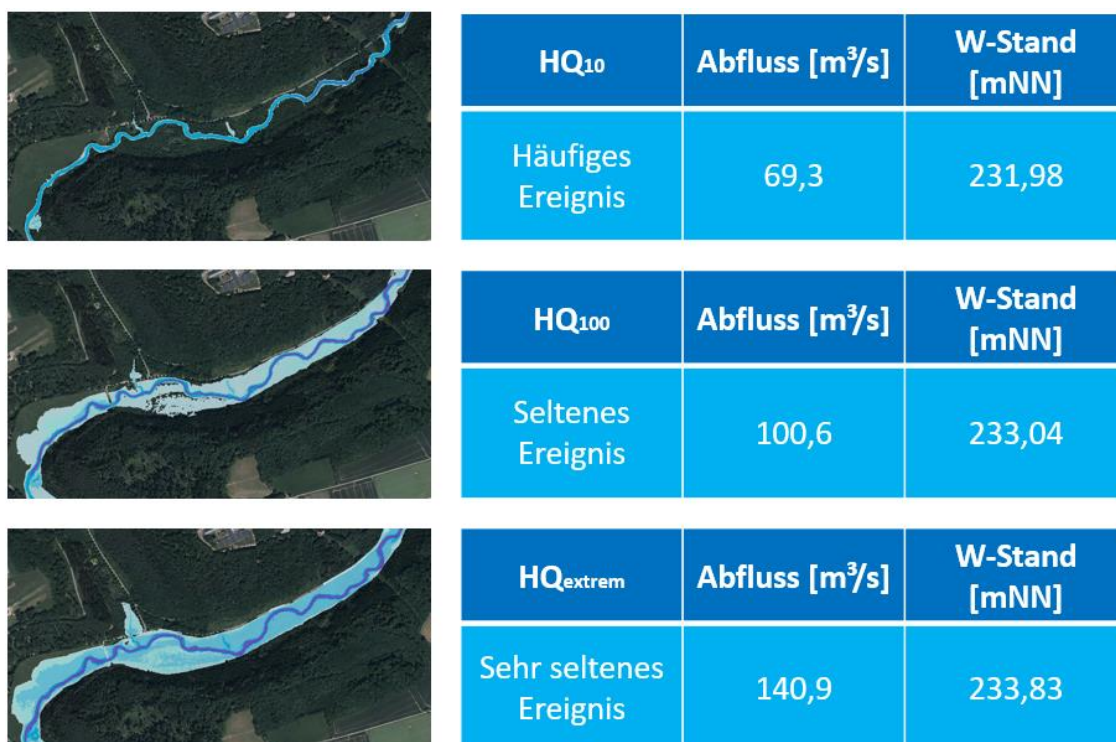 HQ10 Abfluss [m³/s] W-Stand
[mNN]
Häufiges
Ereignis 69,3 231,98
HQ100 Abfluss [m³/s] W-Stand
[mNN]
Seltenes
Ereignis 100,6 233,04
HQextrem Abfluss [m³/s] W-Stand
[mNN]
Sehr seltenes
Ereignis 140,9 233,83